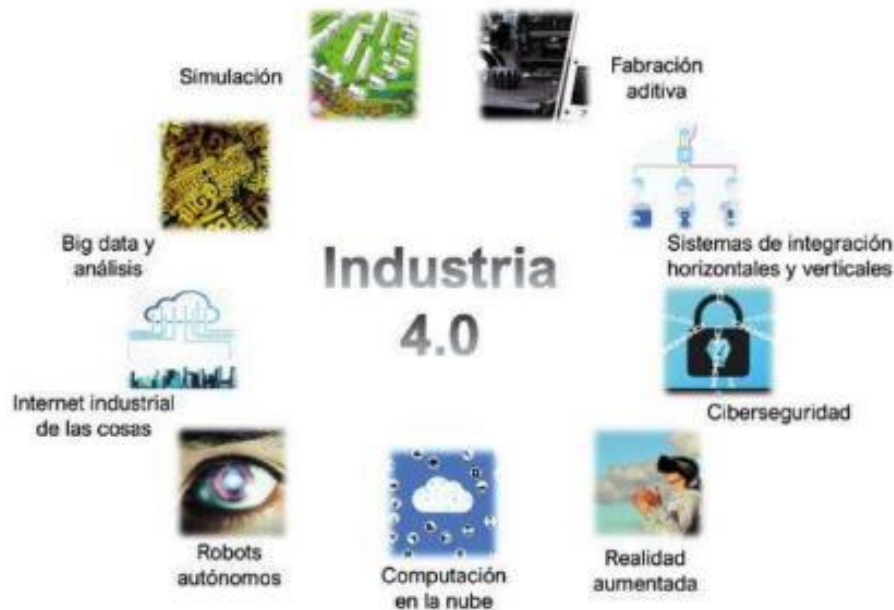 Simulación
Fabración
aditiva
Big data y
análisis
Sistemas de integración
horizontales y verticales
Industria
4.0
Internet industrial
de las cosas
Ciberseguridad
Robots
autónomos
Computación
en la nube
Realidad
aumentada